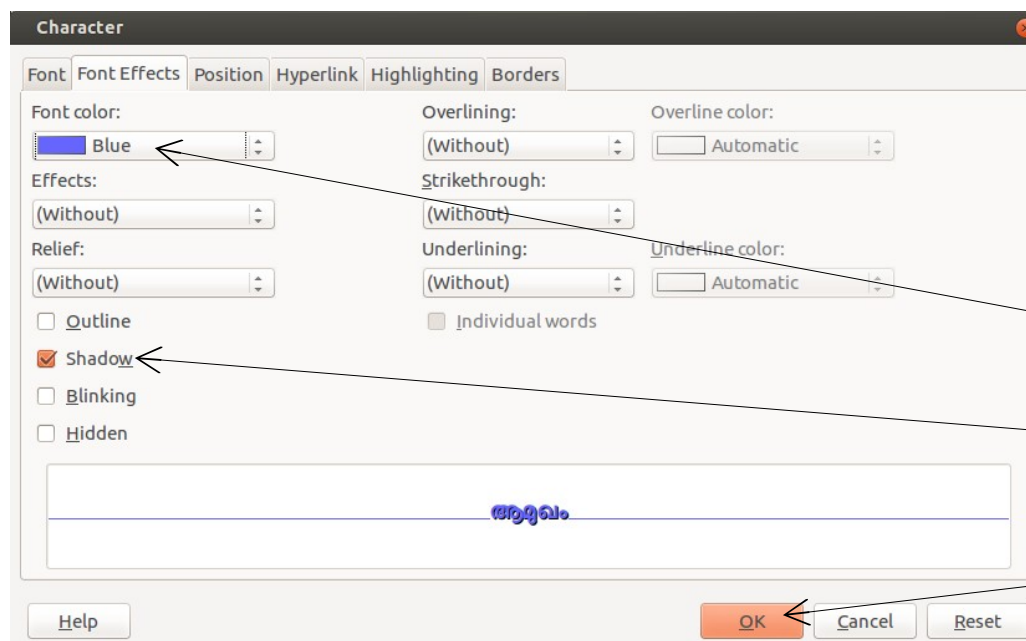 Character
Font Font Effects Position Hyperlink Highlighting Borders
Font color: Overlining: Overline color:
Blue (Without) Automatic
Effects: Strikethrough:
(Without) (Without)
Relief: Underlining: Underline color:
(Without) (Without) Automatic
Outline Individual words
Shadow
Blinking
Hidden
ആമുഖം
Help OK Cancel Reset